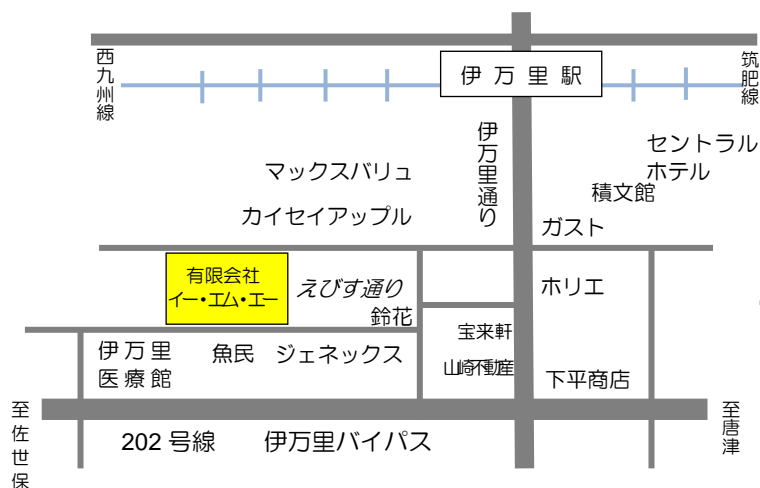 西九州線
伊万里駅
筑肥線
伊万里通り
セントラル
ホテル
積文館
マックスバリュ
カイセイアップル
ガスト
有限会社
イー・エム・エー
えびす通り
鈴花
ホリエ
宝来軒
山崎不動産
下平商店
伊万里
医療館
魚民
ジェネックス
至佐世保
202号線
伊万里バイパス
至唐津